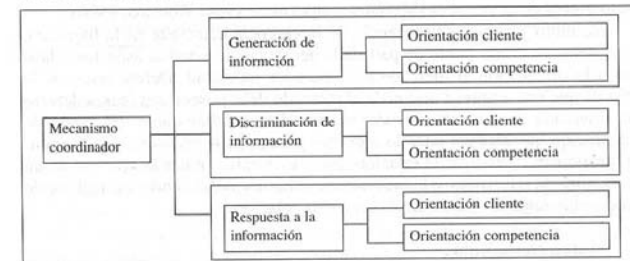 Generación de
informción
Orientación cliente
Orientación competencia
Mecanismo
coordinador
Discriminación de
información
Orientación cliente
Orientación competencia
Respuesta a la
información
Orientación cliente
Orientación competencia